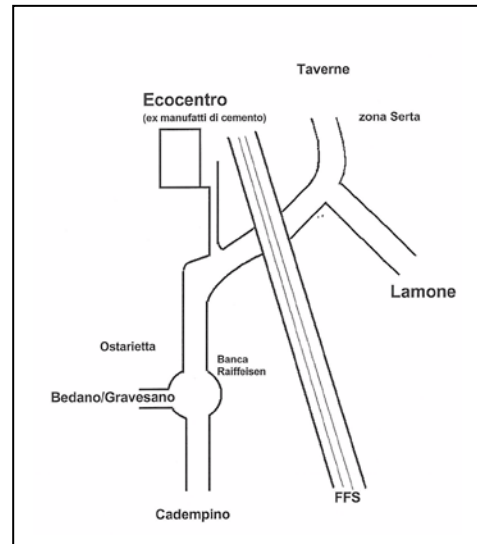 Taverne
Ecocentro
(ex manufatti di cemento)
zona Serta
Lamone
Ostarietta
Banca
Raiffeisen
Bedano/Gravesano
FFS
Cadempino